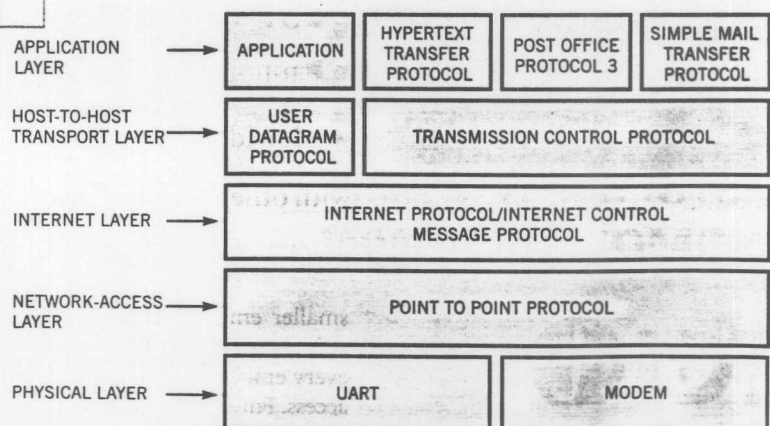 APPLICATION
LAYER
APPLICATION
HYPERTEXT
TRANSFER
PROTOCOL
POST OFFICE
PROTOCOL 3
SIMPLE MAIL
TRANSFER
PROTOCOL
HOST-TO-HOST
TRANSPORT LAYER
USER
DATAGRAM
PROTOCOL
TRANSMISSION CONTROL PROTOCOL
INTERNET LAYER
INTERNET PROTOCOL/INTERNET CONTROL
MESSAGE PROTOCOL
NETWORK-ACCESS
LAYER
POINT TO POINT PROTOCOL
PHYSICAL LAYER
UART
MODEM